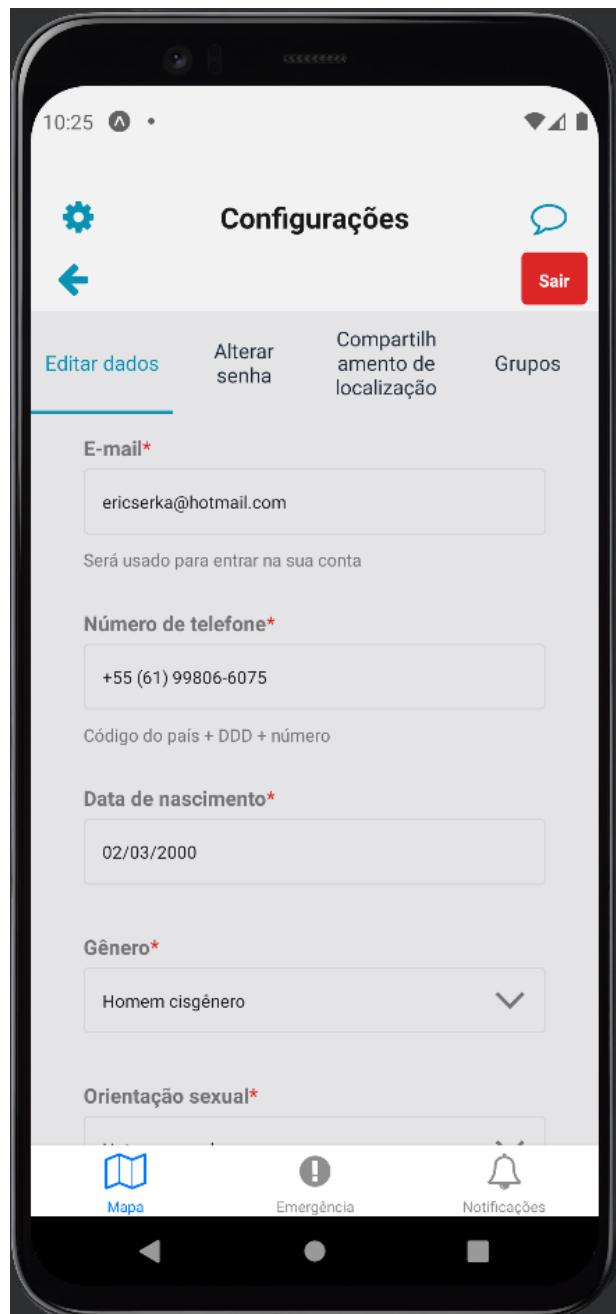 10:25
Configurações
Sair
Editar dados
Alterar
senha
Compartilh
amento de
localização
Grupos
E-mail*
ericserka@hotmail.com
Será usado para entrar na sua conta
Número de telefone*
+55 (61) 99806-6075
Código do país + DDD + número
Data de nascimento*
02/03/2000
Gênero*
Homem cisgênero
Orientação sexual*
Mapa
Emergência
Notificações